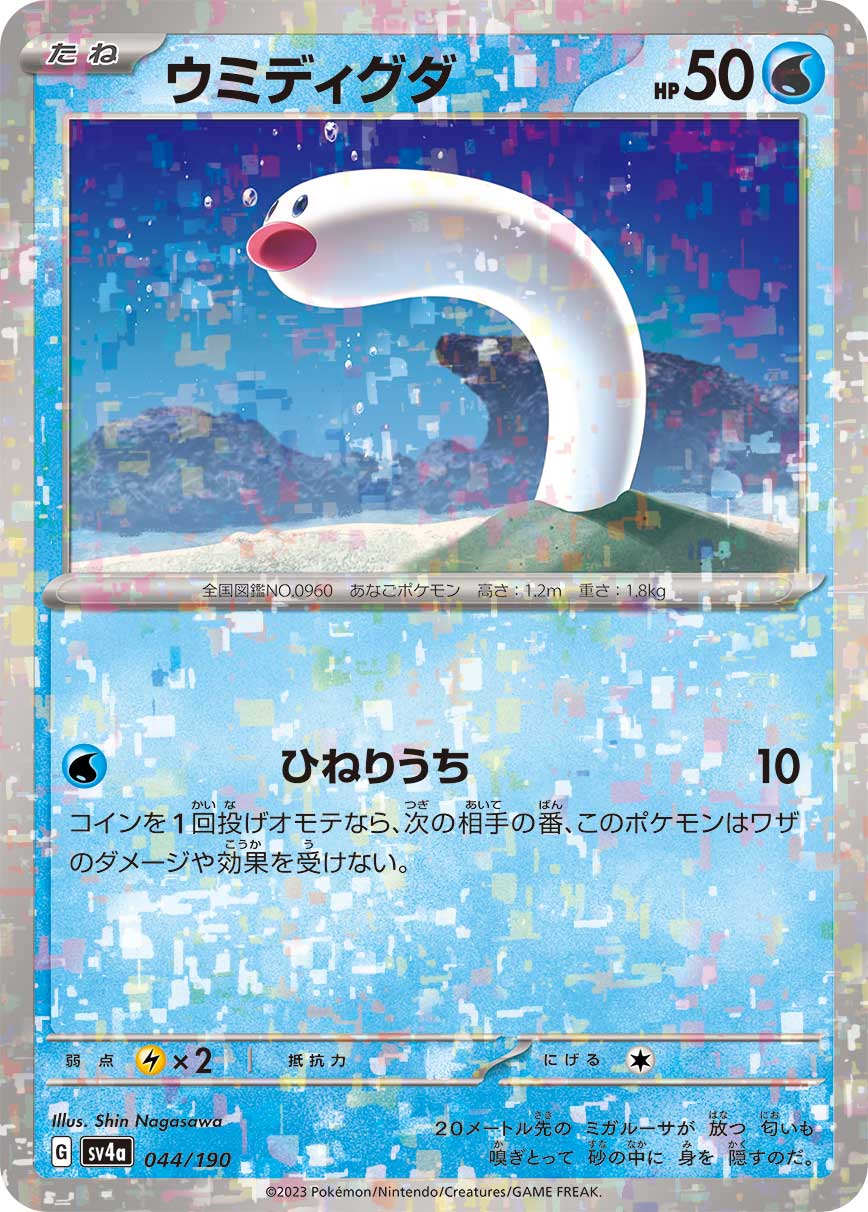 たね
ウミディグダ
HP50
全国図鑑NO.0960 あなごポケモン 高さ:1.2m 重さ:1.8kg
ひねりうち 10
コインを1回投げオモテなら、次の相手の番、このポケモンはワザ
のダメージや効果を受けない。
弱点 ×2 抵抗力 にげる
Illus. Shin Nagasawa
G sv4a 044/190
20メートル先の ミガルーサが 放つ 匂いも
嗅ぎとって 砂の中に 身を 隠すのだ。
©2023 Pokémon/Nintendo/Creatures/GAME FREAK.